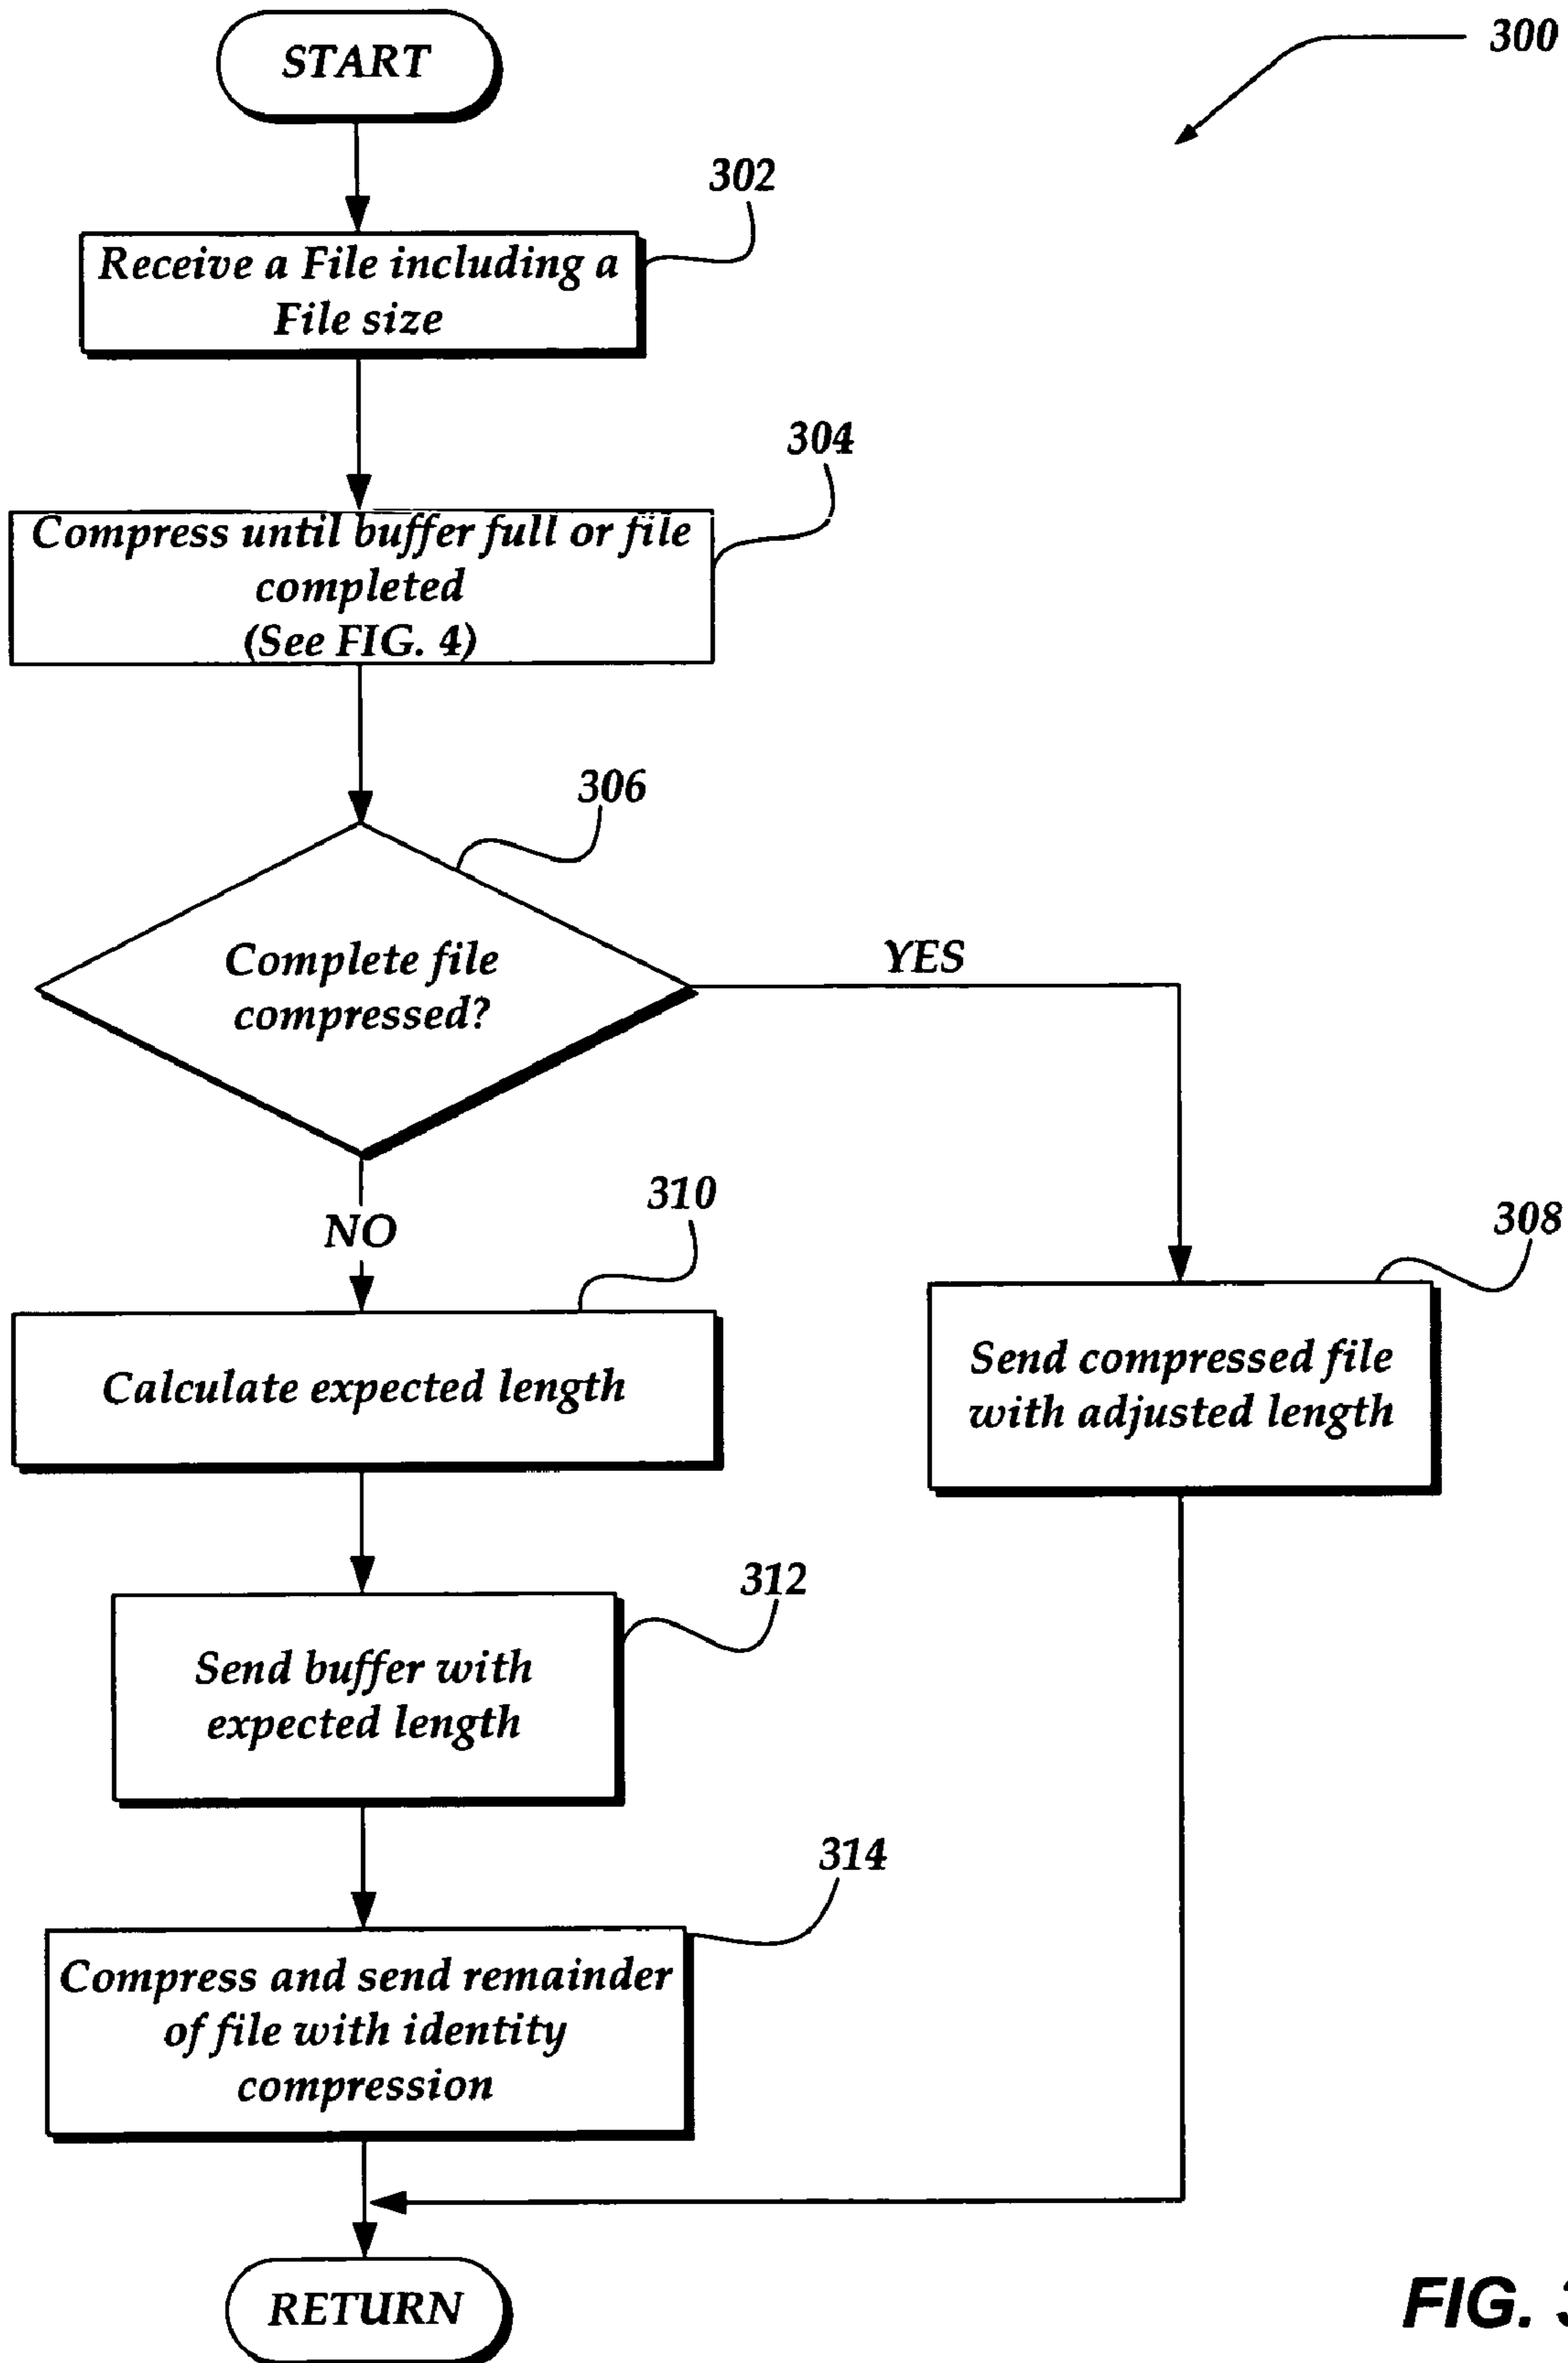 START
300
302
Receive a File including a
File size
304
Compress until buffer full or file
completed
(See FIG. 4)
306
Complete file
compressed?
YES
NO
310
308
Calculate expected length
Send compressed file
with adjusted length
312
Send buffer with
expected length
314
Compress and send remainder
of file with identity
compression
RETURN
FIG. 3